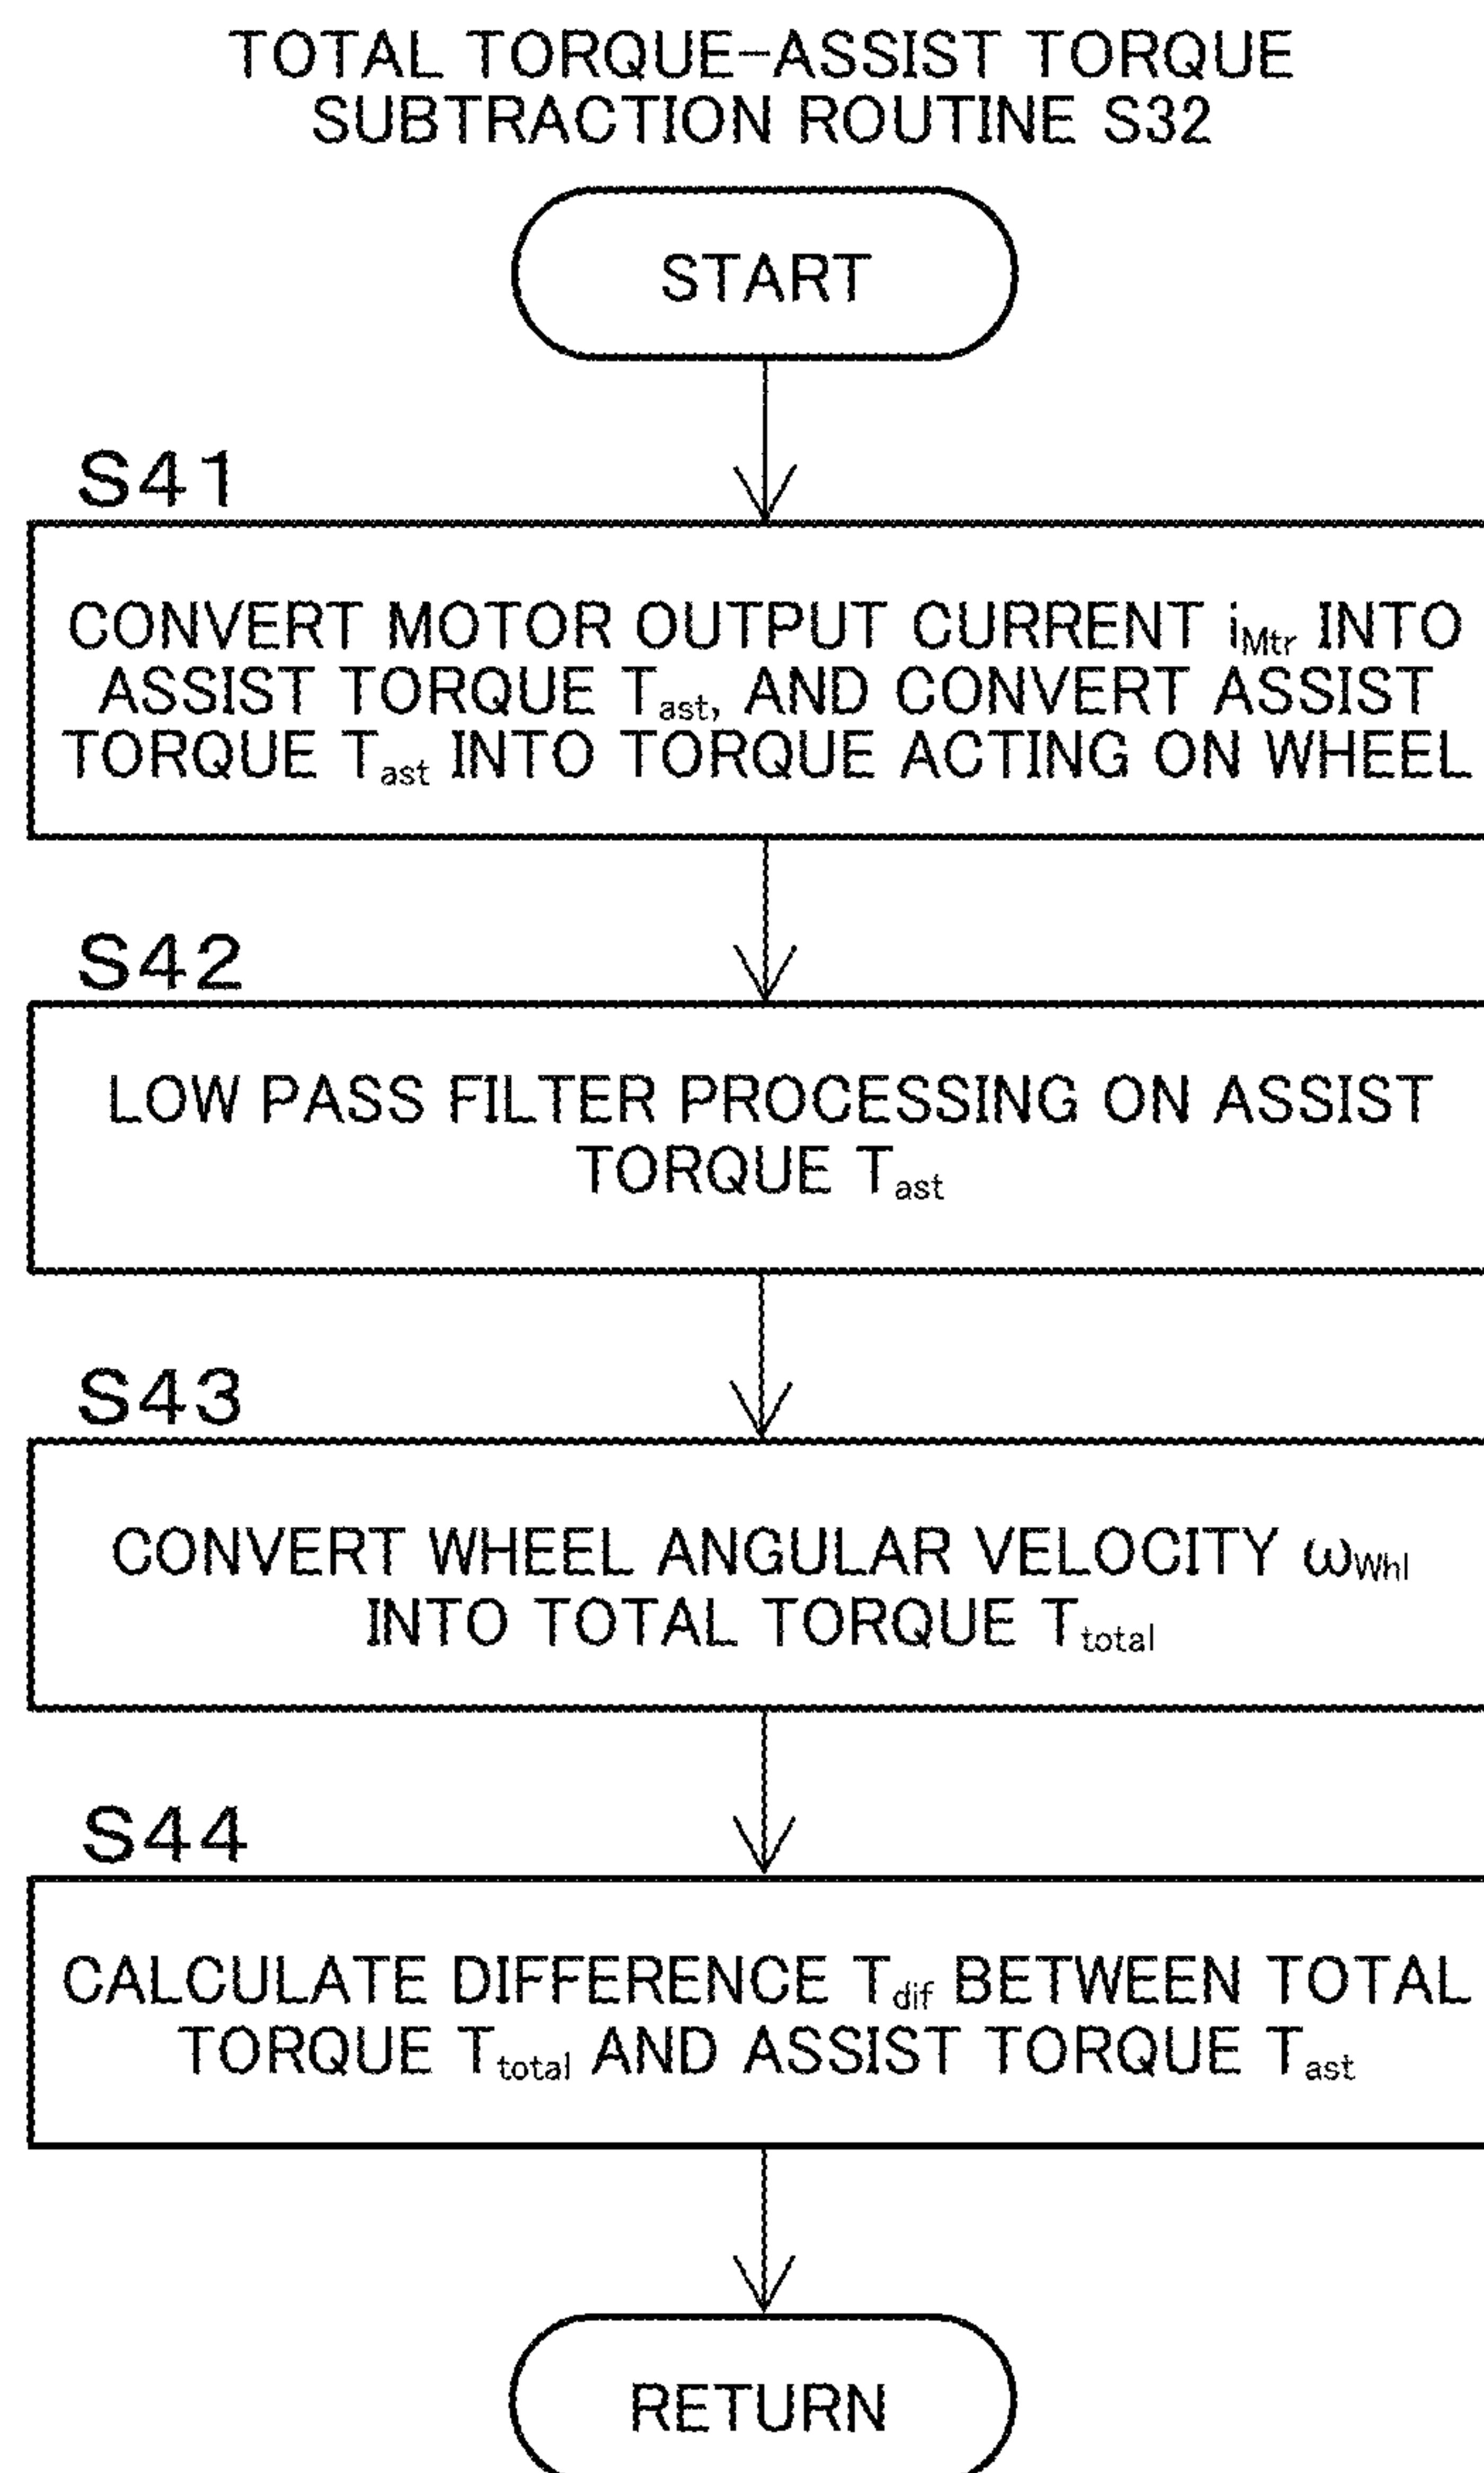 TOTAL TORQUE-ASSIST TORQUE
SUBTRACTION ROUTINE S32
START
S41
CONVERT MOTOR OUTPUT CURRENT iMtr INTO
ASSIST TORQUE Tast, AND CONVERT ASSIST
TORQUE Tast INTO TORQUE ACTING ON WHEEL
S42
LOW PASS FILTER PROCESSING ON ASSIST
TORQUE Tast
S43
CONVERT WHEEL ANGULAR VELOCITY ωWhl
INTO TOTAL TORQUE Ttotal
S44
CALCULATE DIFFERENCE Tdif BETWEEN TOTAL
TORQUE Ttotal AND ASSIST TORQUE Tast
RETURN